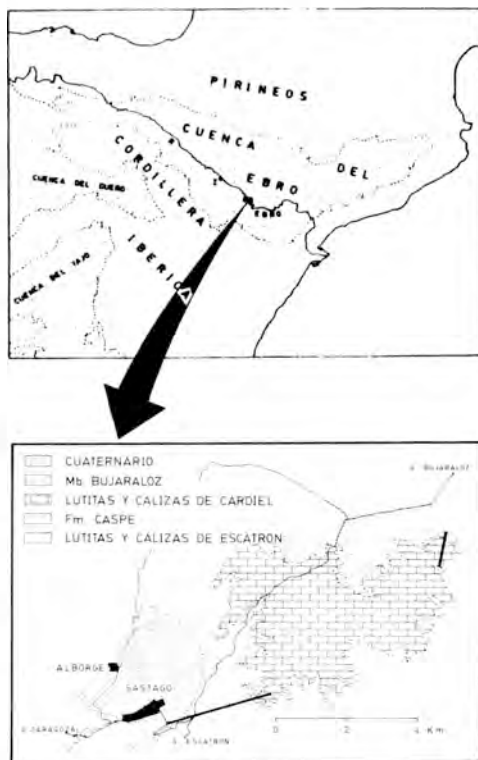 PIRINEOS
CUENCA DEL EBRO
CORDILLERA
IBERICA
CUENCA DEL DUERO
CUENCA DEL TAJO
EBRO
CUATERNARIO
Mb. BUJARALOZ
LUTITAS Y CALIZAS DE CARDIEL
Fm. CASPE
LUTITAS Y CALIZAS DE ESCATRON
a. BUJARALOZ
ALBORGE
SASTAGO
a. ZARAGOZA
a. ESCATRON
0 2 4 Km.